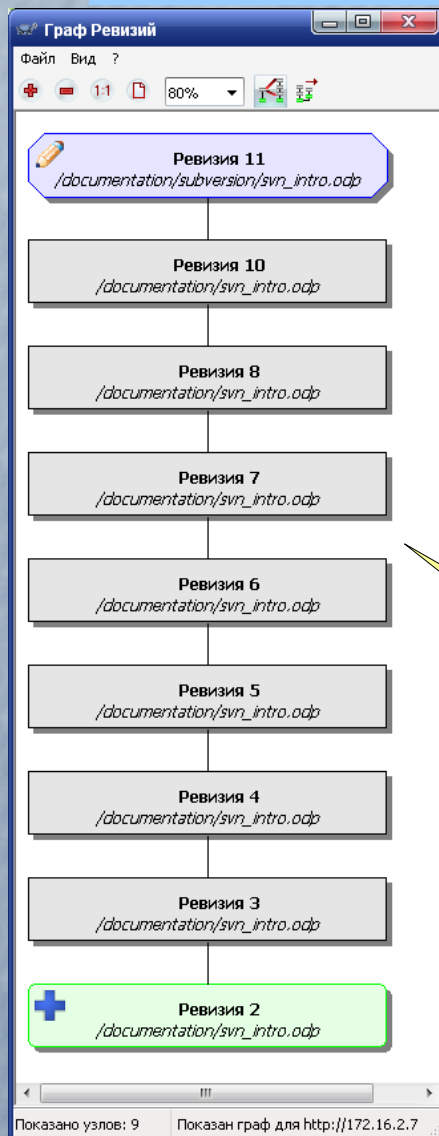 Граф Ревизий
Файл Вид ?
1:1 80%
Ревизия 11
/documentation/subversion/svn_intro.odp
Ревизия 10
/documentation/svn_intro.odp
Ревизия 8
/documentation/svn_intro.odp
Ревизия 7
/documentation/svn_intro.odp
Ревизия 6
/documentation/svn_intro.odp
Ревизия 5
/documentation/svn_intro.odp
Ревизия 4
/documentation/svn_intro.odp
Ревизия 3
/documentation/svn_intro.odp
Ревизия 2
/documentation/svn_intro.odp
Показано узлов: 9 Показан граф для http://172.16.2.7